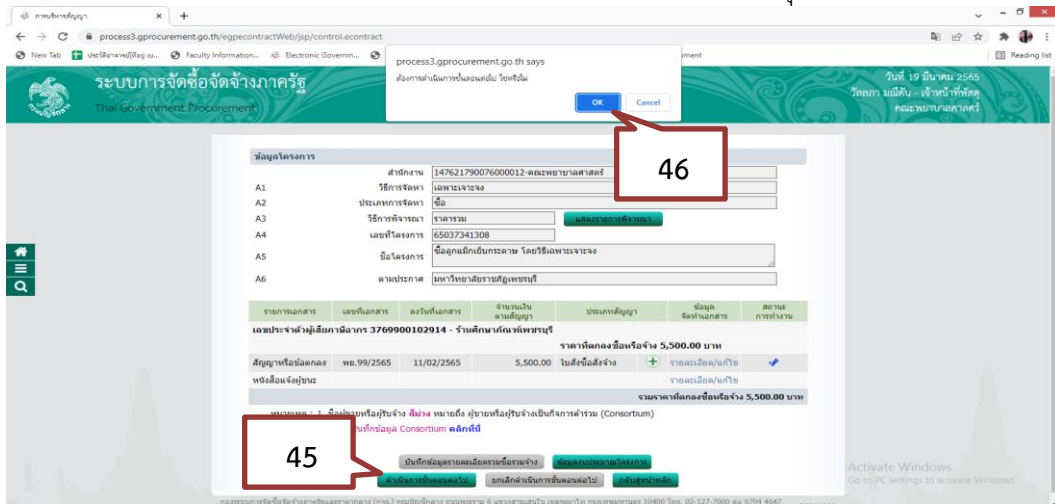 การบริหารสัญญา
process3.gprocurement.go.th/egpecontractWeb/jsp/control.econtract
New Tab Faculty Information... Electronic Governm... Reading list
process3.gprocurement.go.th says
ต้องการดำเนินการขั้นตอนต่อไป ใช่หรือไม่
OK Cancel
ระบบการจัดซื้อจัดจ้างภาครัฐ
Thai Government Procurement
วันที่ 19 มีนาคม 2565
วัลลภา มณีตัน - เจ้าหน้าที่พัสดุ
คณะพยาบาลศาสตร์
46
ข้อมูลโครงการ
สำนักงาน 147621790076000012-คณะพยาบาลศาสตร์
A1 วิธีการจัดหา เฉพาะเจาะจง
A2 ประเภทการจัดหา ซื้อ
A3 วิธีการพิจารณา ราคารวม แสดงรายการพิจารณา
A4 เลขที่โครงการ 65037341308
A5 ชื่อโครงการ ซื้อลูกแม็กเย็บกระดาษ โดยวิธีเฉพาะเจาะจง
A6 ตามประกาศ มหาวิทยาลัยราชภัฏเพชรบุรี
รายการเอกสาร เลขที่เอกสาร ลงวันที่เอกสาร จำนวนเงินตามสัญญา ประเภทสัญญา ข้อมูลจัดทำเอกสาร สถานะการทำงาน
เลขประจำตัวผู้เสียภาษีอากร 3769900102914 - ร้านศึกษาภัณฑ์เพชรบุรี
ราคาที่ตกลงซื้อหรือจ้าง 5,500.00 บาท
สัญญาหรือข้อตกลง พย.99/2565 11/02/2565 5,500.00 ใบสั่งซื้อสั่งจ้าง รายละเอียด/แก้ไข
หนังสือแจ้งผู้ชนะ รายละเอียด/แก้ไข
รวมราคาที่ตกลงซื้อหรือจ้าง 5,500.00 บาท
หมายเหตุ : 1. ชื่อผู้ขายหรือผู้รับจ้าง สีม่วง หมายถึง ผู้ขายหรือผู้รับจ้างเป็นกิจการค้าร่วม (Consortium)
บันทึกข้อมูล Consortium คลิกที่นี่
45
บันทึกข้อมูลรายละเอียดรวมซื้อรวมจ้าง ข้อมูลงบประมาณโครงการ
ดำเนินการขั้นตอนต่อไป ยกเลิกดำเนินการขั้นตอนต่อไป กลับสู่หน้าหลัก
Activate Windows
Go to PC settings to activate Windows.